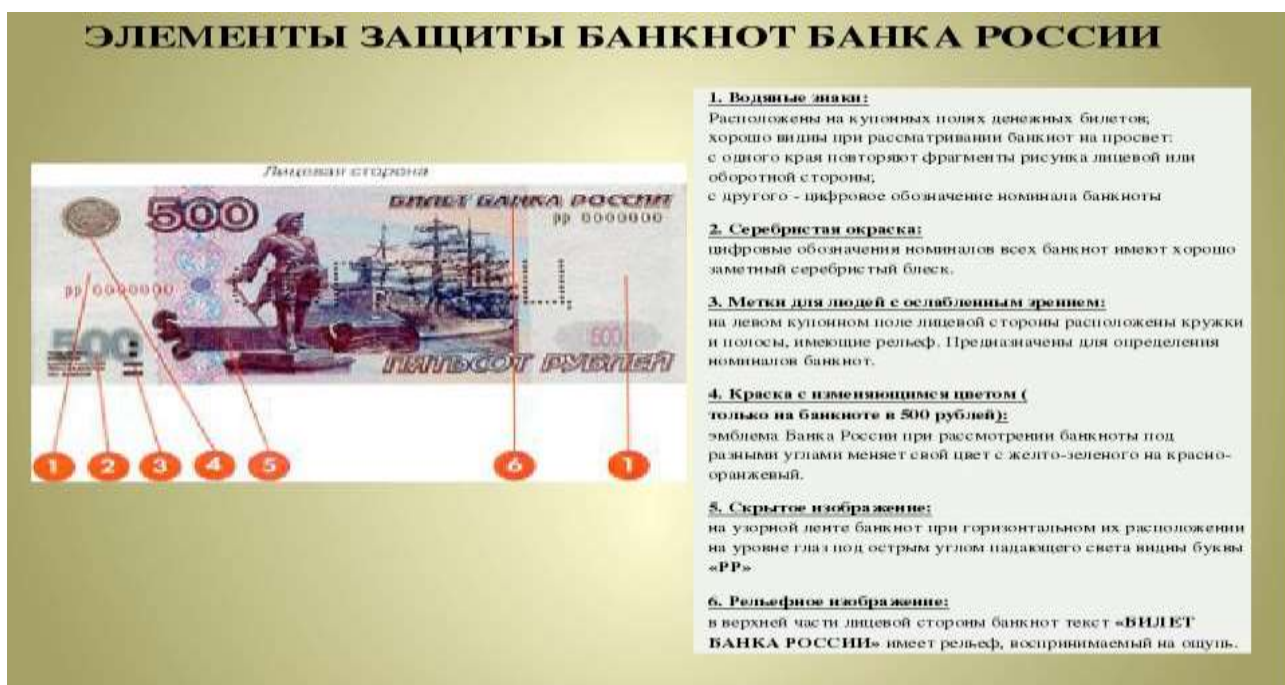 ЭЛЕМЕНТЫ ЗАЩИТЫ БАНКНОТ БАНКА РОССИИ
Лицевая сторона
500
БИЛЕТ БАНКА РОССИИ
рр 0000000
рр 0000000
500
500
ПЯТЬСОТ РУБЛЕЙ
1 2 3 4 5 6 1
1. Водяные знаки:
Расположены на купонных полях денежных билетов;
хорошо видны при рассматривании банкнот на просвет:
с одного края повторяют фрагменты рисунка лицевой или
оборотной стороны;
с другого - цифровое обозначение номинала банкноты
2. Серебристая окраска:
цифровые обозначения номиналов всех банкнот имеют хорошо
заметный серебристый блеск.
3. Метки для людей с ослабленным зрением:
на левом купонном поле лицевой стороны расположены кружки
и полосы, имеющие рельеф. Предназначены для определения
номиналов банкнот.
4. Краска с изменяющимся цветом (
только на банкноте в 500 рублей):
эмблема Банка России при рассмотрении банкноты под
разными углами меняет свой цвет с желто-зеленого на красно-
оранжевый.
5. Скрытое изображение:
на узорной ленте банкнот при горизонтальном их расположении
на уровне глаз под острым углом падающего света видны буквы
«РР»
6. Рельефное изображение:
в верхней части лицевой стороны банкнот текст «БИЛЕТ
БАНКА РОССИИ» имеет рельеф, воспринимаемый на ощупь.